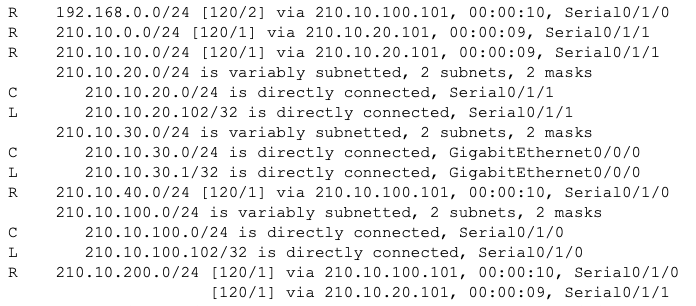 R    192.168.0.0/24 [120/2] via 210.10.100.101, 00:00:10, Serial0/1/0
R    210.10.0.0/24 [120/1] via 210.10.20.101, 00:00:09, Serial0/1/1
R    210.10.10.0/24 [120/1] via 210.10.20.101, 00:00:09, Serial0/1/1
     210.10.20.0/24 is variably subnetted, 2 subnets, 2 masks
C       210.10.20.0/24 is directly connected, Serial0/1/1
L       210.10.20.102/32 is directly connected, Serial0/1/1
     210.10.30.0/24 is variably subnetted, 2 subnets, 2 masks
C       210.10.30.0/24 is directly connected, GigabitEthernet0/0/0
L       210.10.30.1/32 is directly connected, GigabitEthernet0/0/0
R    210.10.40.0/24 [120/1] via 210.10.100.101, 00:00:10, Serial0/1/0
     210.10.100.0/24 is variably subnetted, 2 subnets, 2 masks
C       210.10.100.0/24 is directly connected, Serial0/1/0
L       210.10.100.102/32 is directly connected, Serial0/1/0
R    210.10.200.0/24 [120/1] via 210.10.100.101, 00:00:10, Serial0/1/0
                     [120/1] via 210.10.20.101, 00:00:09, Serial0/1/1